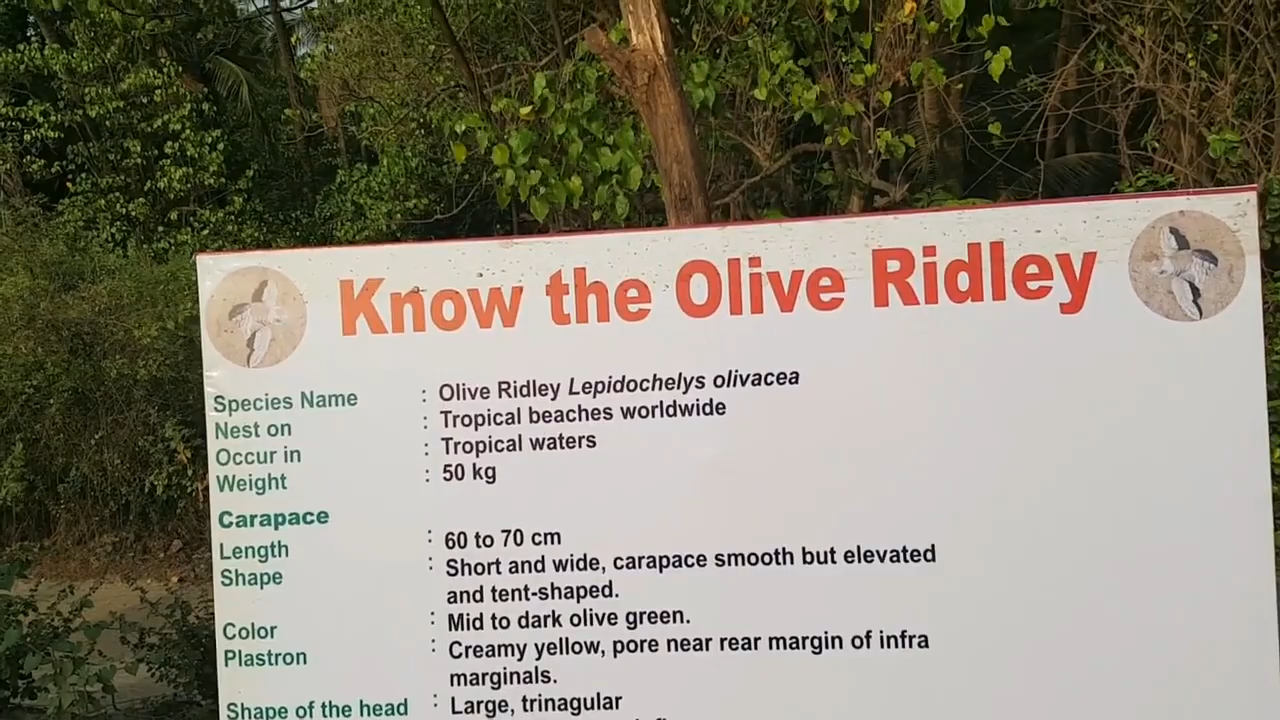 Know the Olive Ridley
Species Name : Olive Ridley Lepidochelys olivacea
Nest on : Tropical beaches worldwide
Occur in : Tropical waters
Weight : 50 kg
Carapace
Length : 60 to 70 cm
Shape : Short and wide, carapace smooth but elevated
and tent-shaped.
Color : Mid to dark olive green.
Plastron : Creamy yellow, pore near rear margin of infra
marginals.
Shape of the head : Large, trinagular